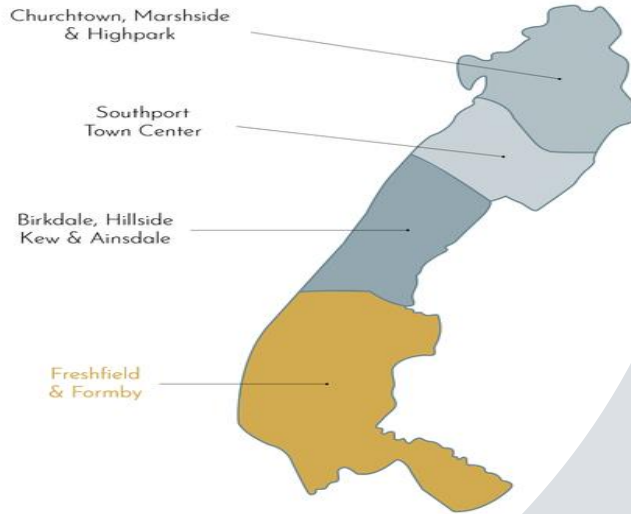 Churchtown, Marshside
& Highpark
Southport
Town Center
Birkdale, Hillside
Kew & Ainsdale
Freshfield
& Formby